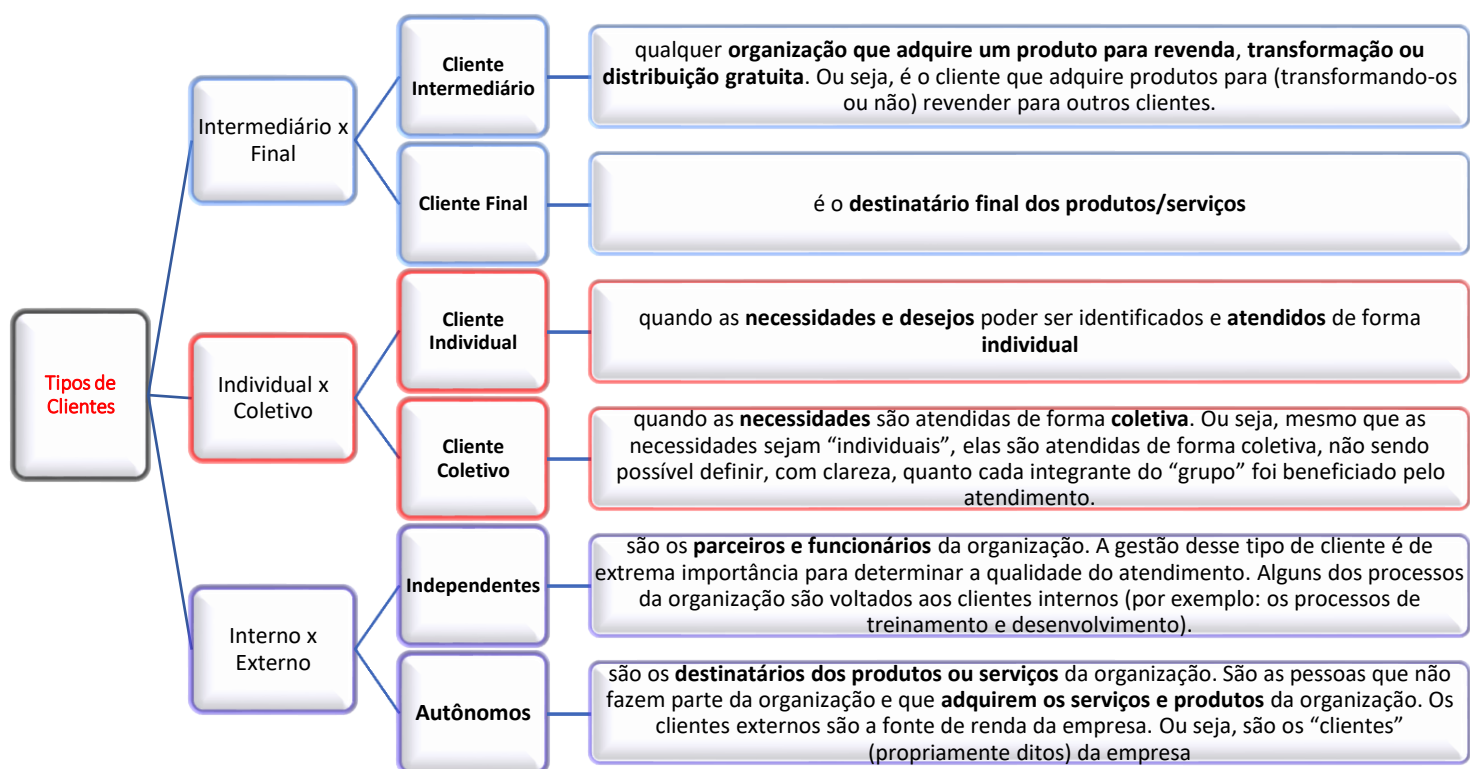 Tipos de
Clientes
Intermediário x
Final
Cliente
Intermediário
qualquer organização que adquire um produto para revenda, transformação ou
distribuição gratuita. Ou seja, é o cliente que adquire produtos para (transformando-os
ou não) revender para outros clientes.
Cliente Final
é o destinatário final dos produtos/serviços
Individual x
Coletivo
Cliente
Individual
quando as necessidades e desejos poder ser identificados e atendidos de forma
individual
Cliente
Coletivo
quando as necessidades são atendidas de forma coletiva. Ou seja, mesmo que as
necessidades sejam “individuais”, elas são atendidas de forma coletiva, não sendo
possível definir, com clareza, quanto cada integrante do “grupo” foi beneficiado pelo
atendimento.
Interno x
Externo
Independentes
são os parceiros e funcionários da organização. A gestão desse tipo de cliente é de
extrema importância para determinar a qualidade do atendimento. Alguns dos processos
da organização são voltados aos clientes internos (por exemplo: os processos de
treinamento e desenvolvimento).
Autônomos
são os destinatários dos produtos ou serviços da organização. São as pessoas que não
fazem parte da organização e que adquirem os serviços e produtos da organização. Os
clientes externos são a fonte de renda da empresa. Ou seja, são os “clientes”
(propriamente ditos) da empresa